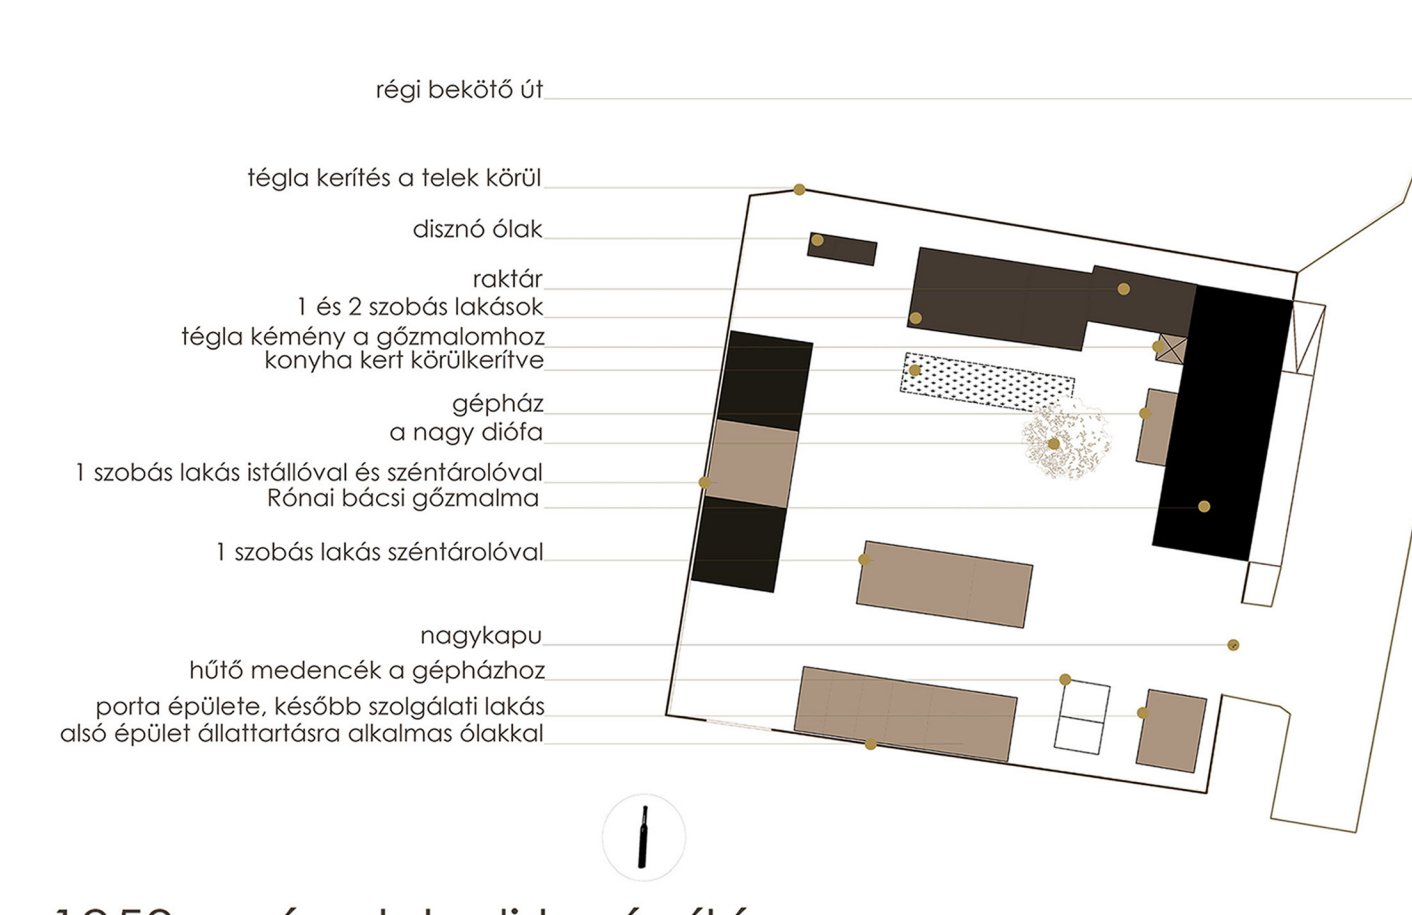 régi bekötő út
tégla kerítés a telek körül
disznó ólak
raktár
1 és 2 szobás lakások
tégla kémény a gőzmalomhoz
konyha kert körülkerítve
gépház
a nagy diófa
1 szobás lakás istállóval és széntárolóval
Rónai bácsi gőzmalma
1 szobás lakás széntárolóval
nagykapu
hűtő medencék a gépházhoz
porta épülete, később szolgálati lakás
alsó épület állattartásra alkalmas ólakkal